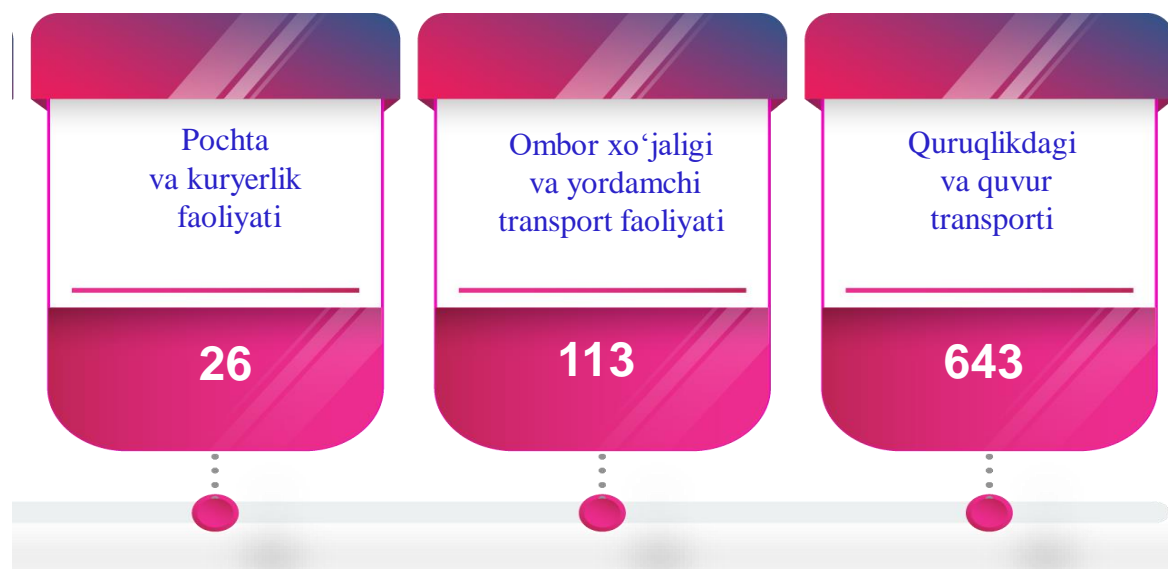 Pochta
va kuryerlik
faoliyati
26
Ombor xo‘jaligi
va yordamchi
transport faoliyati
113
Quruqlikdagi
va quvur
transporti
643